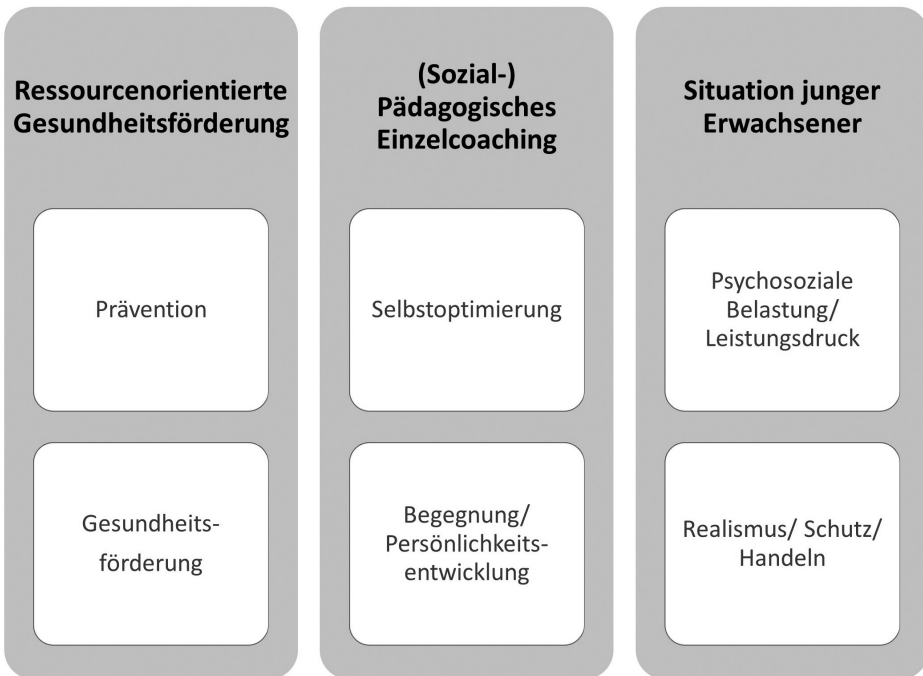 Ressourcenorientierte
Gesundheitsförderung
Prävention
Gesundheits-
förderung
(Sozial-)
Pädagogisches
Einzelcoaching
Selbstoptimierung
Begegnung/
Persönlichkeits-
entwicklung
Situation junger
Erwachsener
Psychosoziale
Belastung/
Leistungsdruck
Realismus/ Schutz/
Handeln